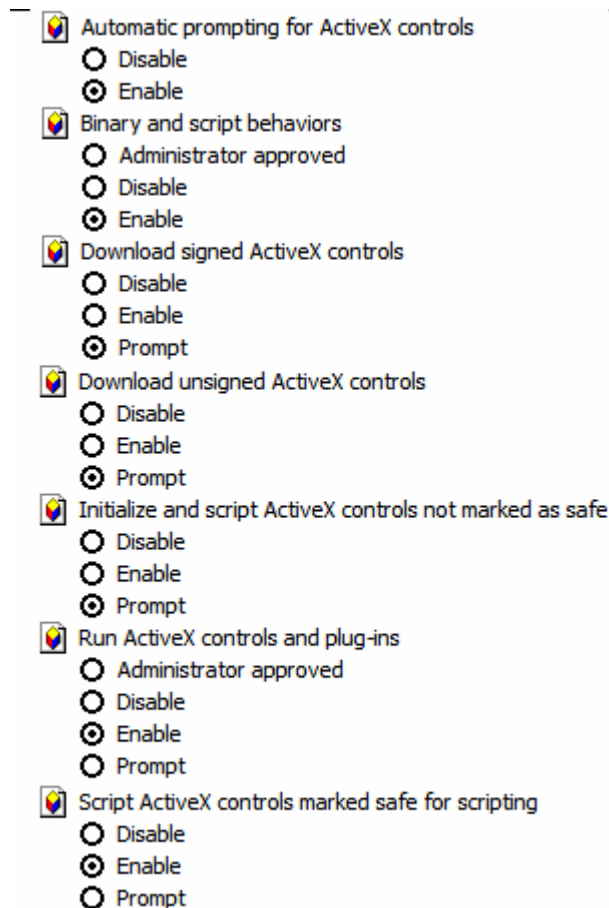 Automatic prompting for ActiveX controls
Disable
Enable
Binary and script behaviors
Administrator approved
Disable
Enable
Download signed ActiveX controls
Disable
Enable
Prompt
Download unsigned ActiveX controls
Disable
Enable
Prompt
Initialize and script ActiveX controls not marked as safe
Disable
Enable
Prompt
Run ActiveX controls and plug-ins
Administrator approved
Disable
Enable
Prompt
Script ActiveX controls marked safe for scripting
Disable
Enable
Prompt